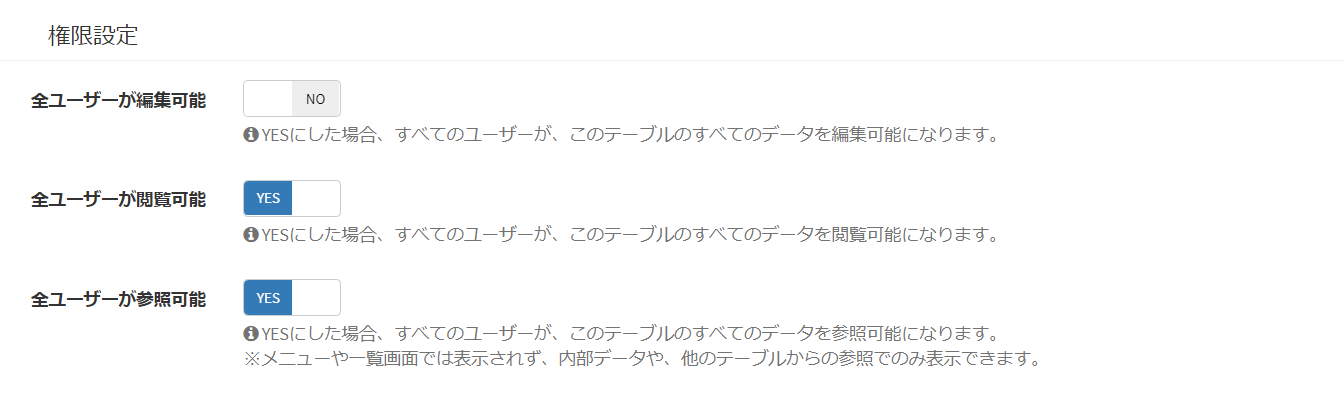 権限設定
全ユーザーが編集可能
NO
YESにした場合、すべてのユーザーが、このテーブルのすべてのデータを編集可能になります。
全ユーザーが閲覧可能
YES
YESにした場合、すべてのユーザーが、このテーブルのすべてのデータを閲覧可能になります。
全ユーザーが参照可能
YES
YESにした場合、すべてのユーザーが、このテーブルのすべてのデータを参照可能になります。
※メニューや一覧画面では表示されず、内部データや、他のテーブルからの参照でのみ表示できます。